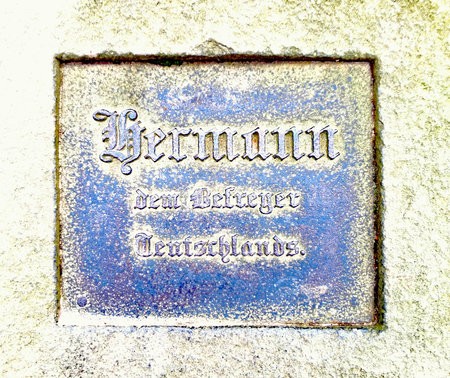 Hermann
dem Befreyer
Teutschlands.